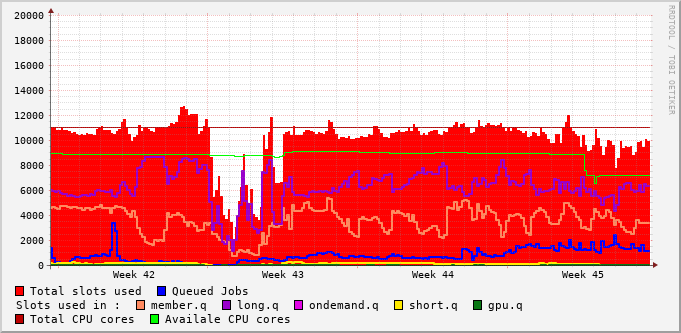 20000
18000
16000
14000
12000
10000
8000
6000
4000
2000
0
Week 42 Week 43 Week 44 Week 45
Total slots used Queued Jobs
Slots used in : member.q long.q ondemand.q short.q gpu.q
Total CPU cores Availale CPU cores
RRDTOOL / TOBI OETIKER